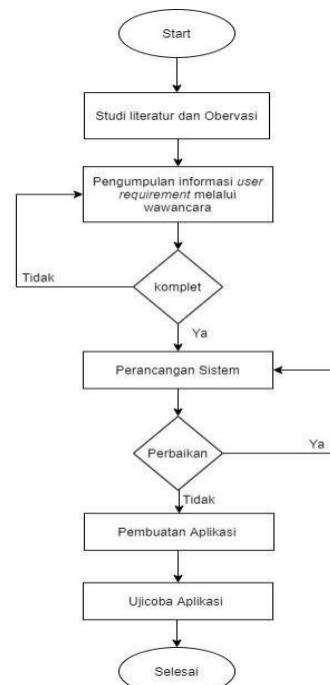 Start
Studi literatur dan Obervasi
Pengumpulan informasi user
requirement melalui
wawancara
Tidak
komplet
Ya
Perancangan Sistem
Perbaikan
Ya
Tidak
Pembuatan Aplikasi
Ujicoba Aplikasi
Selesai